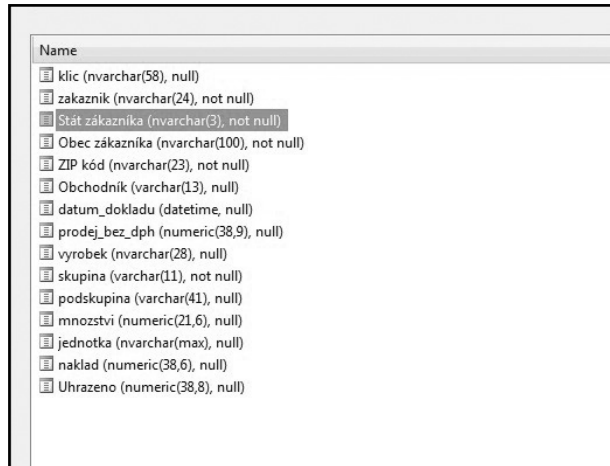 Name
klic (nvarchar(58), null)
zakaznik (nvarchar(24), not null)
Stát zákazníka (nvarchar(3), not null)
Obec zákazníka (nvarchar(100), not null)
ZIP kód (nvarchar(23), not null)
Obchodník (varchar(13), null)
datum_dokladu (datetime, null)
prodej_bez_dph (numeric(38,9), null)
vyrobek (nvarchar(28), null)
skupina (varchar(11), not null)
podskupina (varchar(41), null)
mnozstvi (numeric(21,6), null)
jednotka (nvarchar(max), null)
naklad (numeric(38,6), null)
Uhrazeno (numeric(38,8), null)